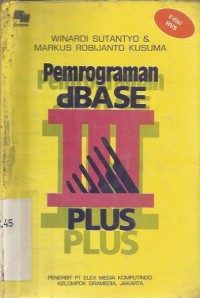 WINARDI SUTANTYO &
MARKUS ROBIJANTO KUSUMA
Edisi
HVS
Pemrograman
dBASE
III
PLUS
PLUS
.45
PENERBIT PT ELEX MEDIA KOMPUTINDO
KELOMPOK GRAMEDIA, JAKARTA